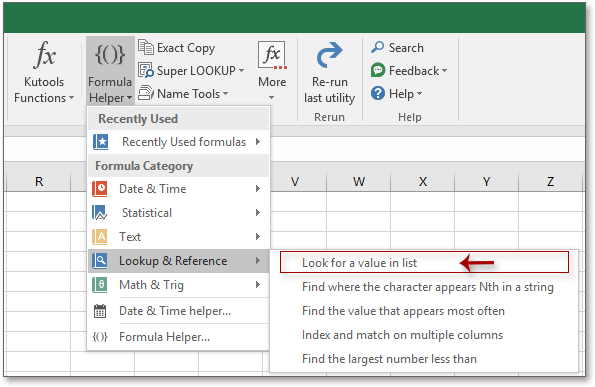 fx
Kutools
Functions
{()}
Formula
Helper
Exact Copy
Super LOOKUP
Name Tools
fx
More
Re-run
last utility
Rerun
Search
Feedback
Help
Help
Recently Used
Recently Used formulas
Formula Category
Date & Time
Statistical
A Text
Lookup & Reference
θ Math & Trig
Date & Time helper...
{()} Formula Helper...
R V W X Y Z
Look for a value in list
Find where the character appears Nth in a string
Find the value that appears most often
Index and match on multiple columns
Find the largest number less than